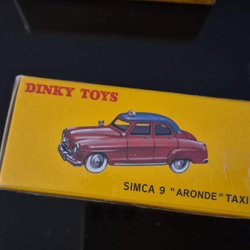 DINKY TOYS
SIMCA 9 "ARONDE" TAXI